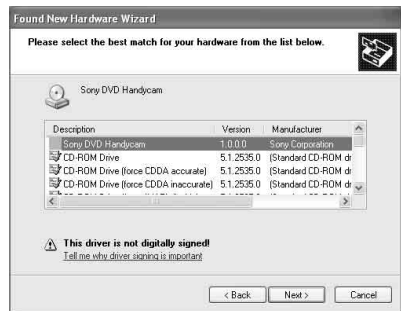 Found New Hardware Wizard
Please select the best match for your hardware from the list below.
Sony DVD Handycam
Description Version Manufacturer
Sony DVD Handycam 1.0.0.0 Sony Corporation
CD-ROM Drive 5.1.2535.0 (Standard CD-ROM dr
CD-ROM Drive (force CDDA accurate) 5.1.2535.0 (Standard CD-ROM dr
CD-ROM Drive (force CDDA inaccurate) 5.1.2535.0 (Standard CD-ROM dr
This driver is not digitally signed!
Tell me why driver signing is important
< Back Next > Cancel